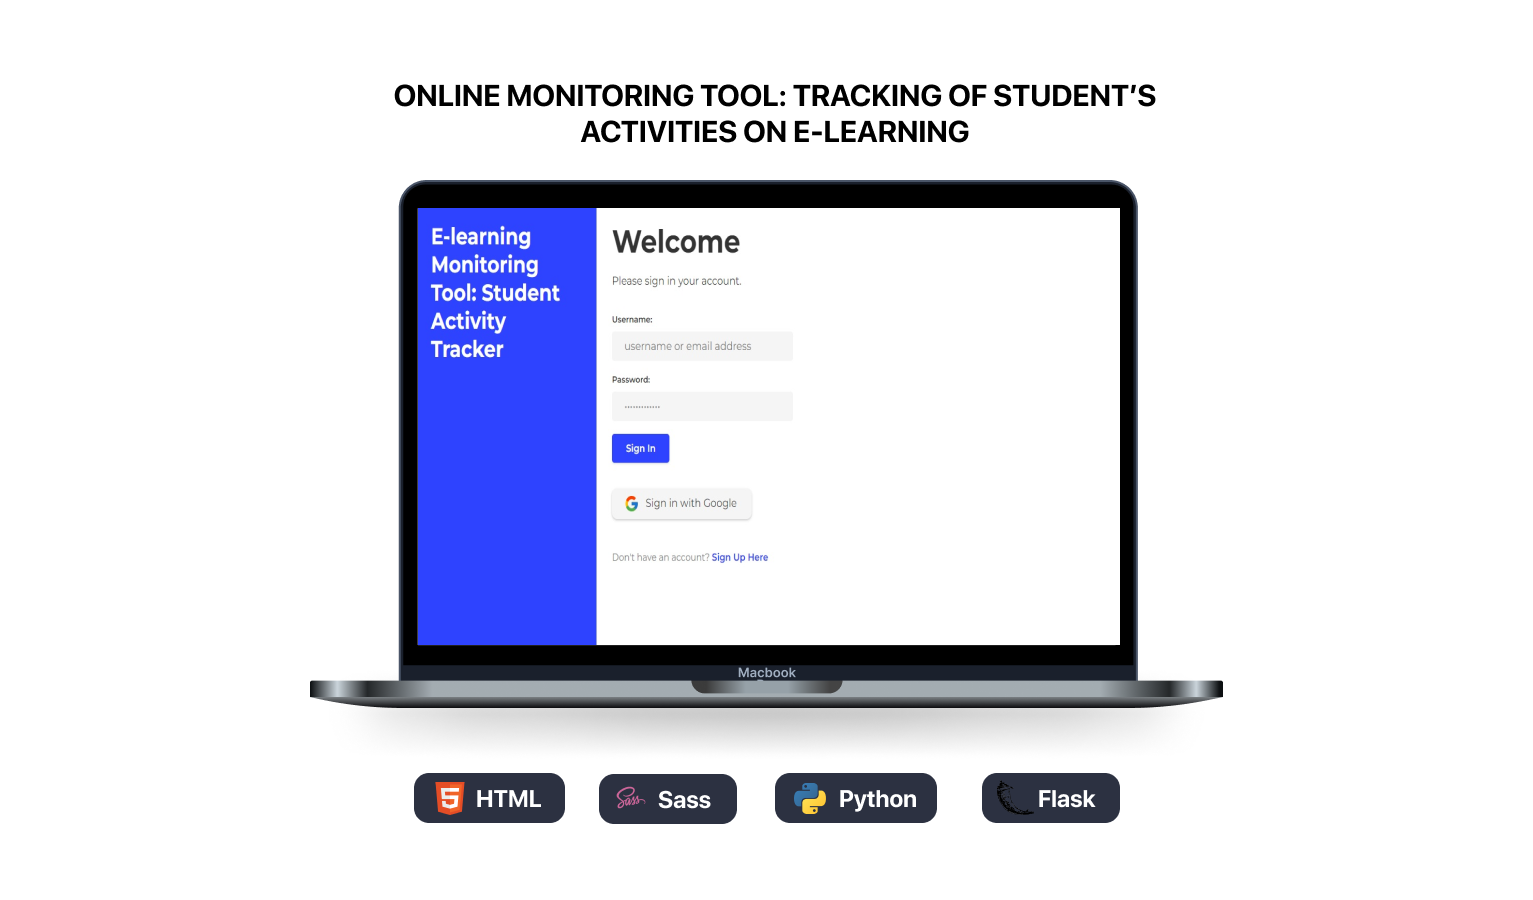 ONLINE MONITORING TOOL: TRACKING OF STUDENT’S
ACTIVITIES ON E-LEARNING
E-learning
Monitoring
Tool: Student
Activity
Tracker
Welcome
Please sign in your account.
Username:
username or email address
Password:
•••••••••••••
Sign In
Sign in with Google
Don't have an account? Sign Up Here
Macbook
HTML
Sass
Python
Flask